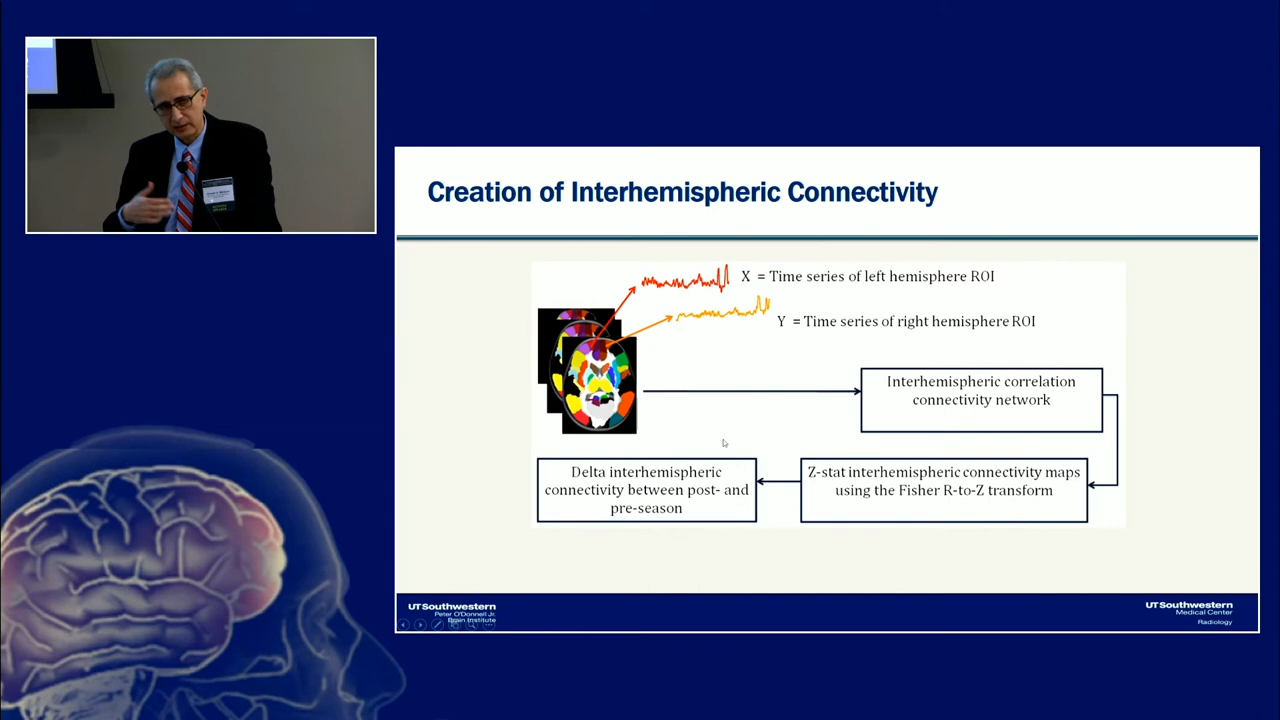 Creation of Interhemispheric Connectivity
X = Time series of left hemisphere ROI
Y = Time series of right hemisphere ROI
Interhemispheric correlation
connectivity network
Z-stat interhemispheric connectivity maps
using the Fisher R-to-Z transform
Delta interhemispheric
connectivity between post- and
pre-season
UTSouthwestern
Peter O'Donnell Jr.
Brain Institute
UTSouthwestern
Medical Center
Radiology